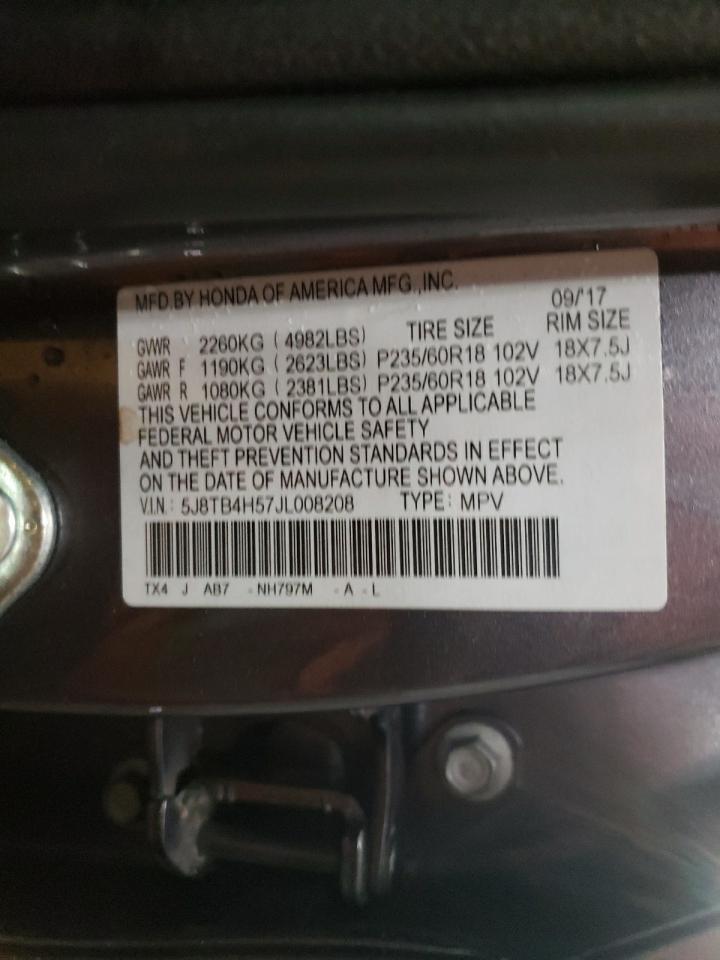 MFD.BY HONDA OF AMERICA MFG.,INC. 09/'17
TIRE SIZE RIM SIZE
GVWR 2260KG ( 4982LBS)
GAWR F 1190KG ( 2623LBS) P235/60R18 102V 18X7.5J
GAWR R 1080KG ( 2381LBS) P235/60R18 102V 18X7.5J
THIS VEHICLE CONFORMS TO ALL APPLICABLE
FEDERAL MOTOR VEHICLE SAFETY
AND THEFT PREVENTION STANDARDS IN EFFECT
ON THE DATE OF MANUFACTURE SHOWN ABOVE.
V.I.N.: 5J8TB4H57JL008208 TYPE: MPV
TX4 J AB7 - NH797M - A - L